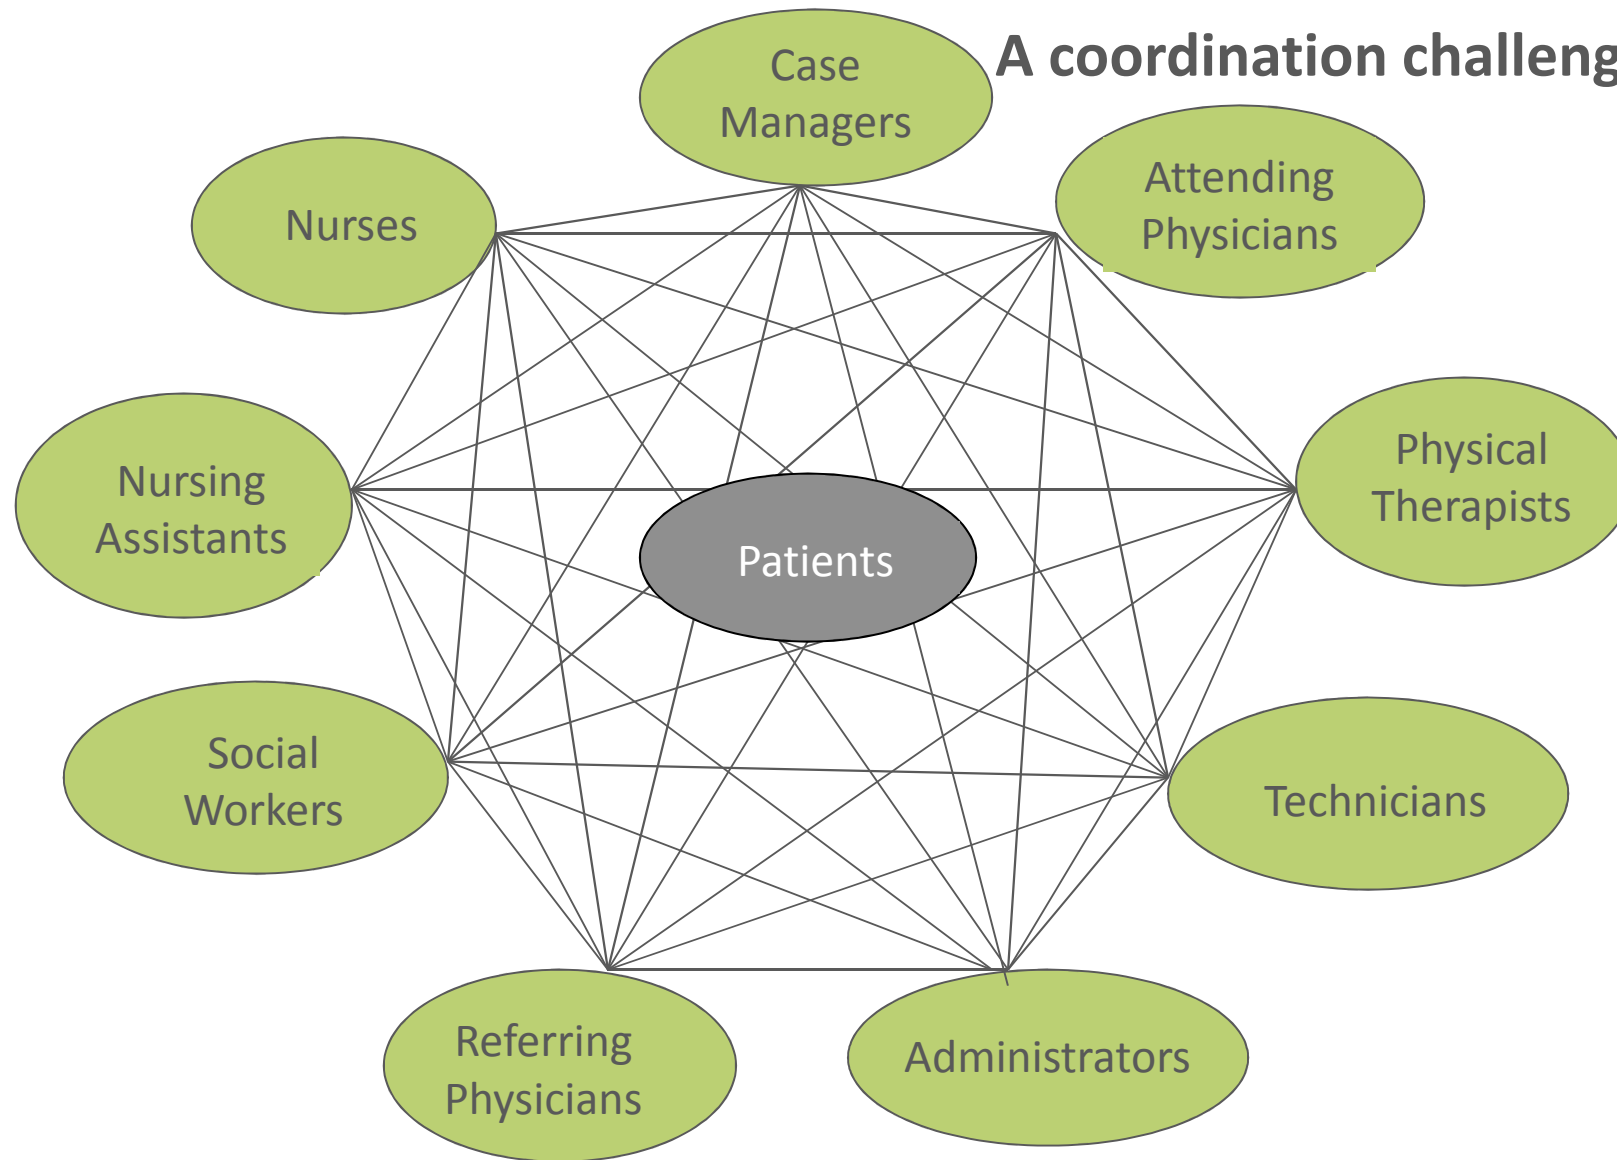 A coordination challeng
Case
Managers
Attending
Physicians
Nurses
Physical
Therapists
Nursing
Assistants
Patients
Social
Workers
Technicians
Referring
Physicians
Administrators